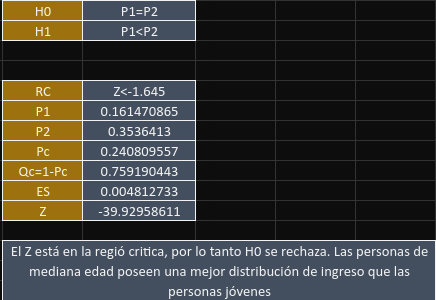 H0 P1=P2
H1 P1<P2
RC Z<-1.645
P1 0.161470865
P2 0.3536413
Pc 0.240809557
Qc=1-Pc 0.759190443
ES 0.004812733
Z -39.92958611
El Z está en la regió critica, por lo tanto H0 se rechaza. Las personas de
mediana edad poseen una mejor distribución de ingreso que las
personas jóvenes